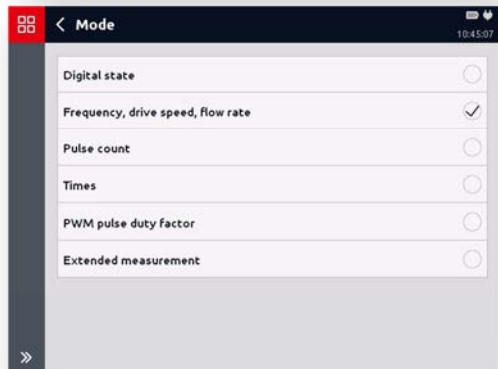 Mode
10:45:07
Digital state
Frequency, drive speed, flow rate
Pulse count
Times
PWM pulse duty factor
Extended measurement